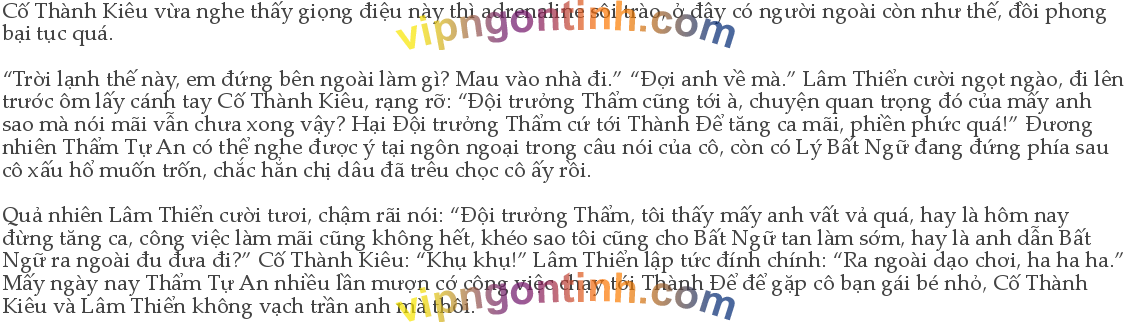 Cố Thành Kiêu vừa nghe thấy giọng điệu này thì adrenaline sôi trào, ở đây có người ngoài còn như thế, đồi phong
bại tục quá.
“Trời lạnh thế này, em đứng bên ngoài làm gì? Mau vào nhà đi.” “Đợi anh về mà.” Lâm Thiển cười ngọt ngào, đi lên
trước ôm lấy cánh tay Cố Thành Kiêu, rạng rỡ: “Đội trưởng Thẩm cũng tới à, chuyện quan trọng đó của mấy anh
sao mà nói mãi vẫn chưa xong vậy? Hại Đội trưởng Thẩm cứ tới Thành Để tăng ca mãi, phiền phức quá!” Đương
nhiên Thẩm Tự An có thể nghe được ý tại ngôn ngoại trong câu nói của cô, còn có Lý Bất Ngữ đang đứng phía sau
cô xấu hổ muốn trốn, chắc hẳn chị dâu đã trêu chọc cô ấy rồi.
Quả nhiên Lâm Thiển cười tươi, chậm rãi nói: “Đội trưởng Thẩm, tôi thấy mấy anh vất vả quá, hay là hôm nay
đừng tăng ca, công việc làm mãi cũng không hết, khéo sao tôi cũng cho Bất Ngữ tan làm sớm, hay là anh dẫn Bất
Ngữ ra ngoài đu đưa đi?” Cố Thành Kiêu: “Khụ khụ!” Lâm Thiển lập tức đính chính: “Ra ngoài dạo chơi, ha ha ha.”
Mấy ngày nay Thẩm Tự An nhiều lần mượn cớ công việc chạy tới Thành Để để gặp cô bạn gái bé nhỏ, Cố Thành
Kiêu và Lâm Thiển không vạch trần anh mà thôi.
vipngontinh.com
vipngontinh.com